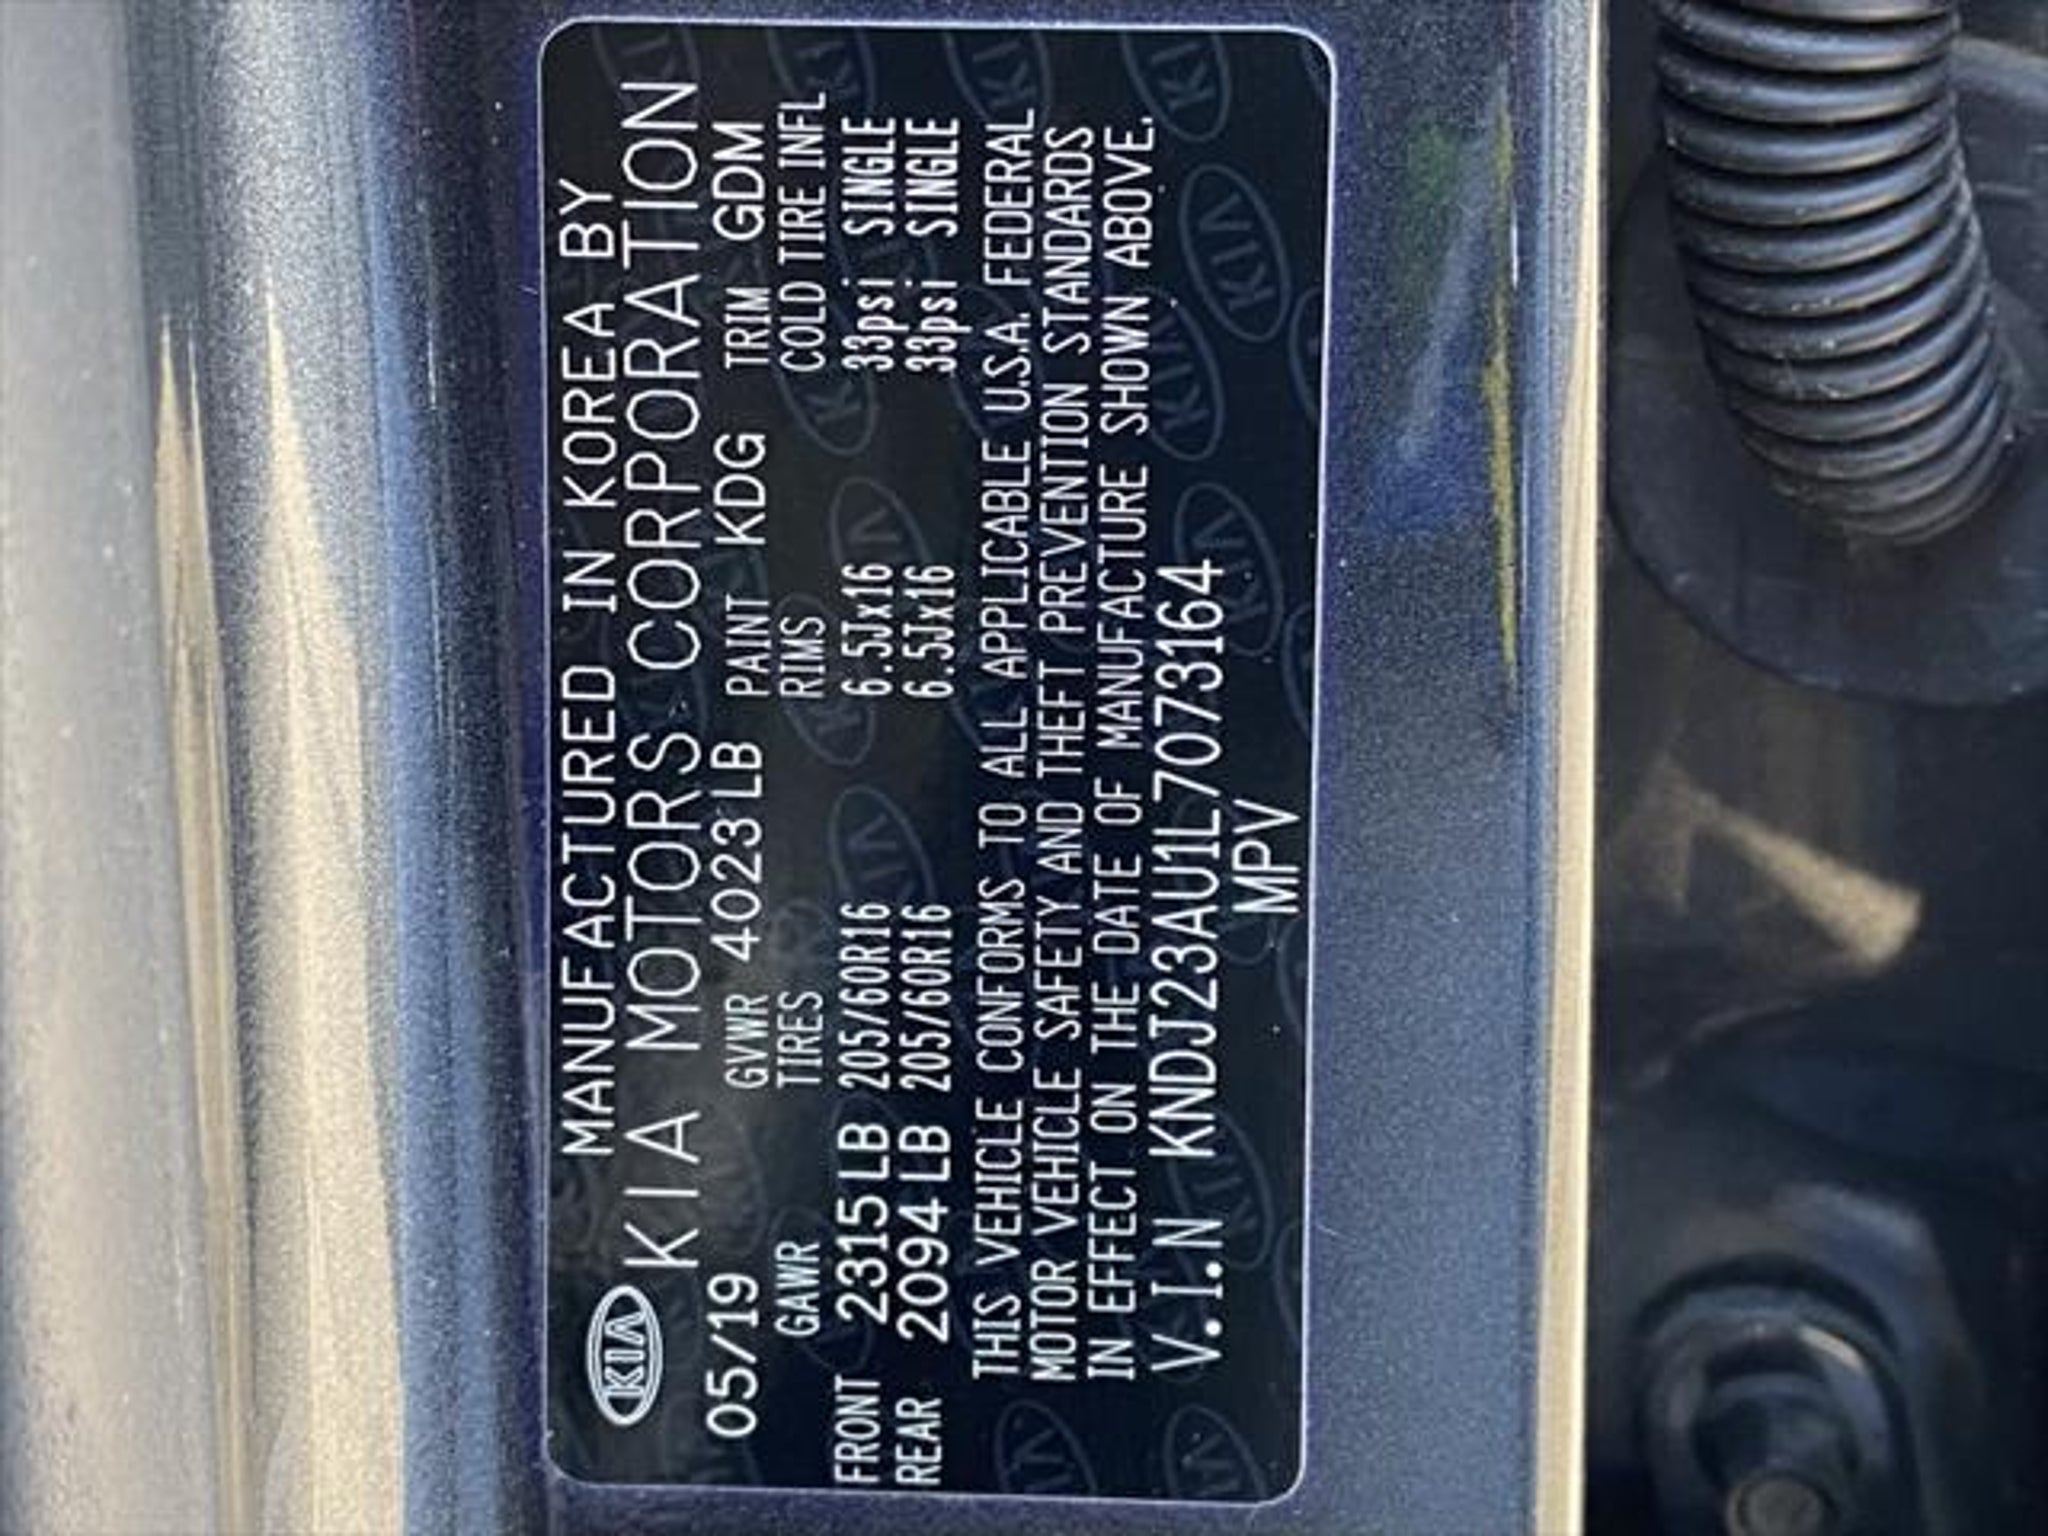 KIA
MANUFACTURED IN KOREA BY
KIA MOTORS CORPORATION
05/19 GVWR 4023 LB PAINT KDG TRIM GDM
GAWR TIRES RIMS COLD TIRE INFL
FRONT 2315 LB 205/60R16 6.5Jx16 33psi SINGLE
REAR 2094 LB 205/60R16 6.5Jx16 33psi SINGLE
THIS VEHICLE CONFORMS TO ALL APPLICABLE U.S.A. FEDERAL
MOTOR VEHICLE SAFETY AND THEFT PREVENTION STANDARDS
IN EFFECT ON THE DATE OF MANUFACTURE SHOWN ABOVE.
V.I.N KNDJ23AU1L7073164
MPV